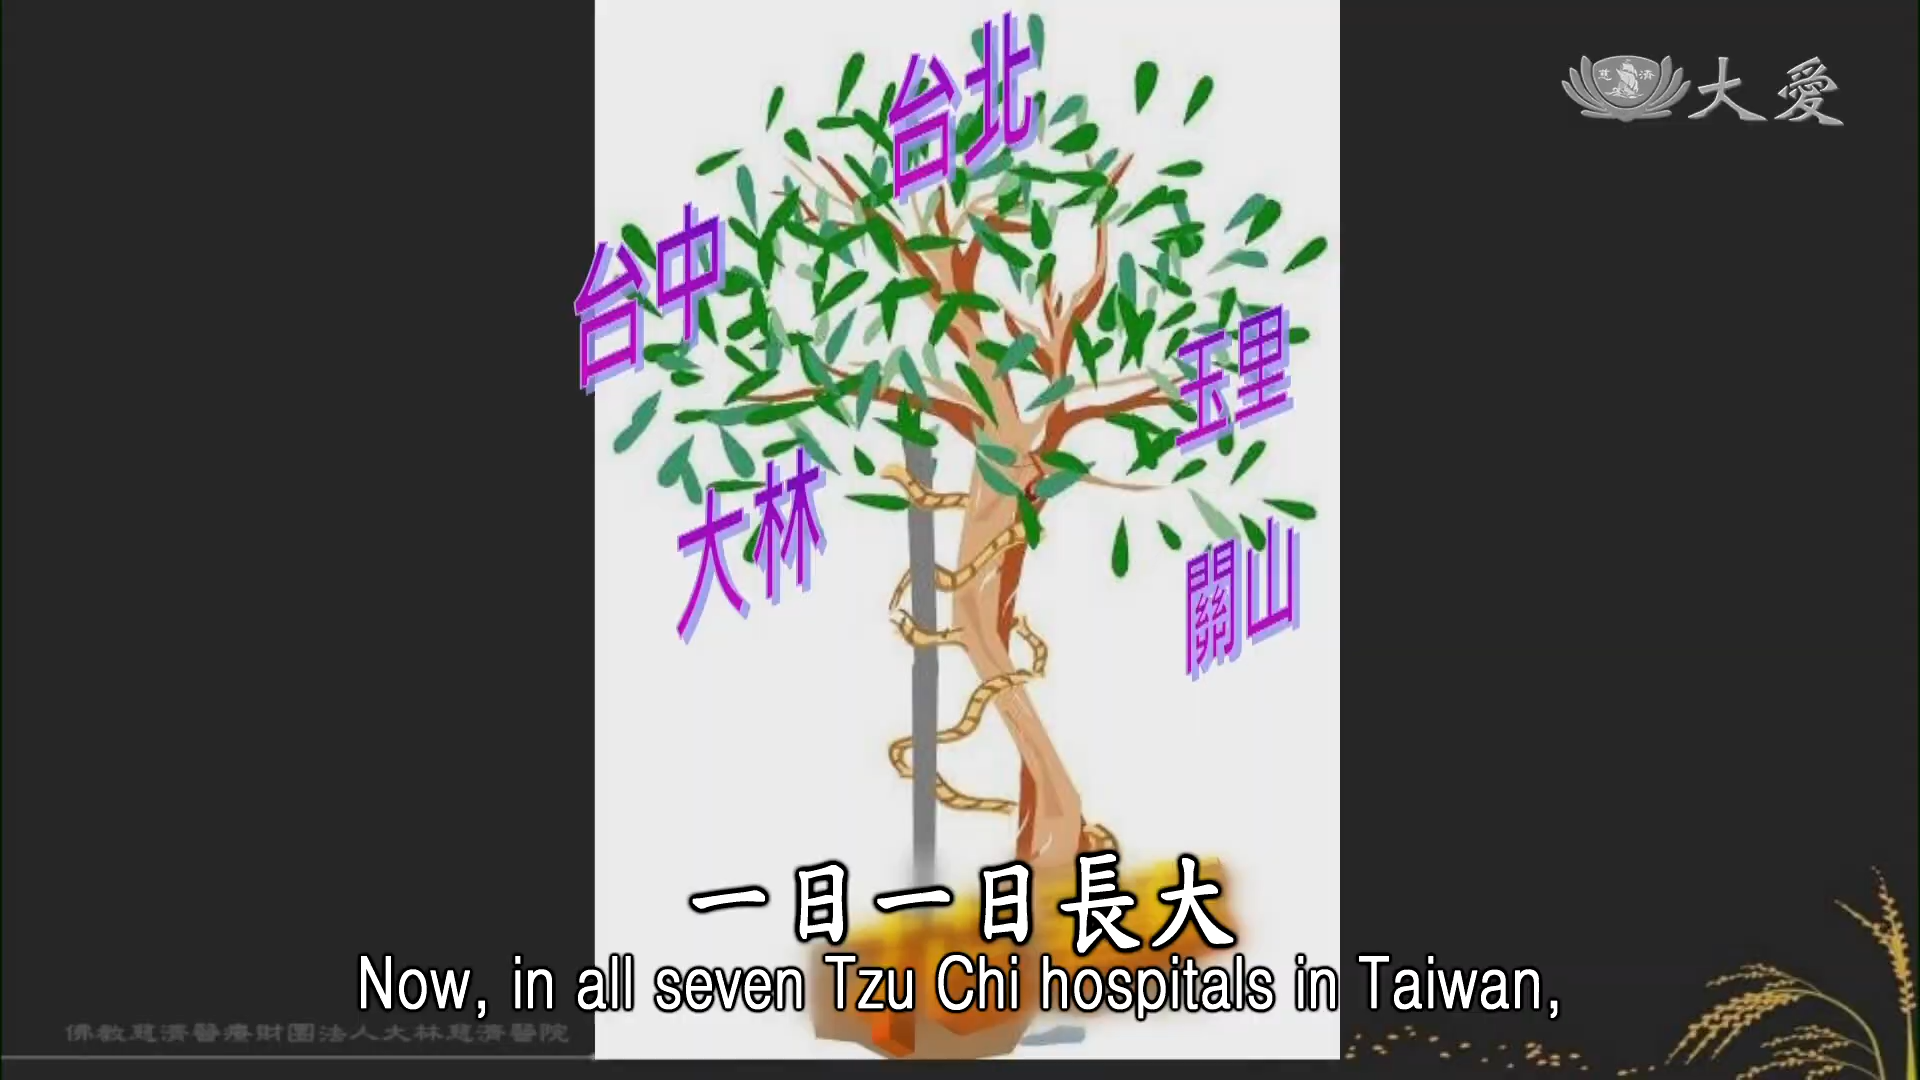 慈濟
大愛
台北
台中
玉里
大林
關山
一日一日長大
Now, in all seven Tzu Chi hospitals in Taiwan,
佛教慈濟醫療財團法人大林慈濟醫院